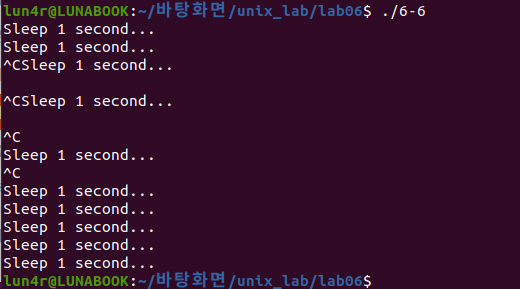 lun4r@LUNABOOK:~/바탕화면/unix_lab/lab06$ ./6-6
Sleep 1 second...
Sleep 1 second...
^CSleep 1 second...

^CSleep 1 second...

^C
Sleep 1 second...
^C
Sleep 1 second...
Sleep 1 second...
Sleep 1 second...
Sleep 1 second...
Sleep 1 second...
lun4r@LUNABOOK:~/바탕화면/unix_lab/lab06$